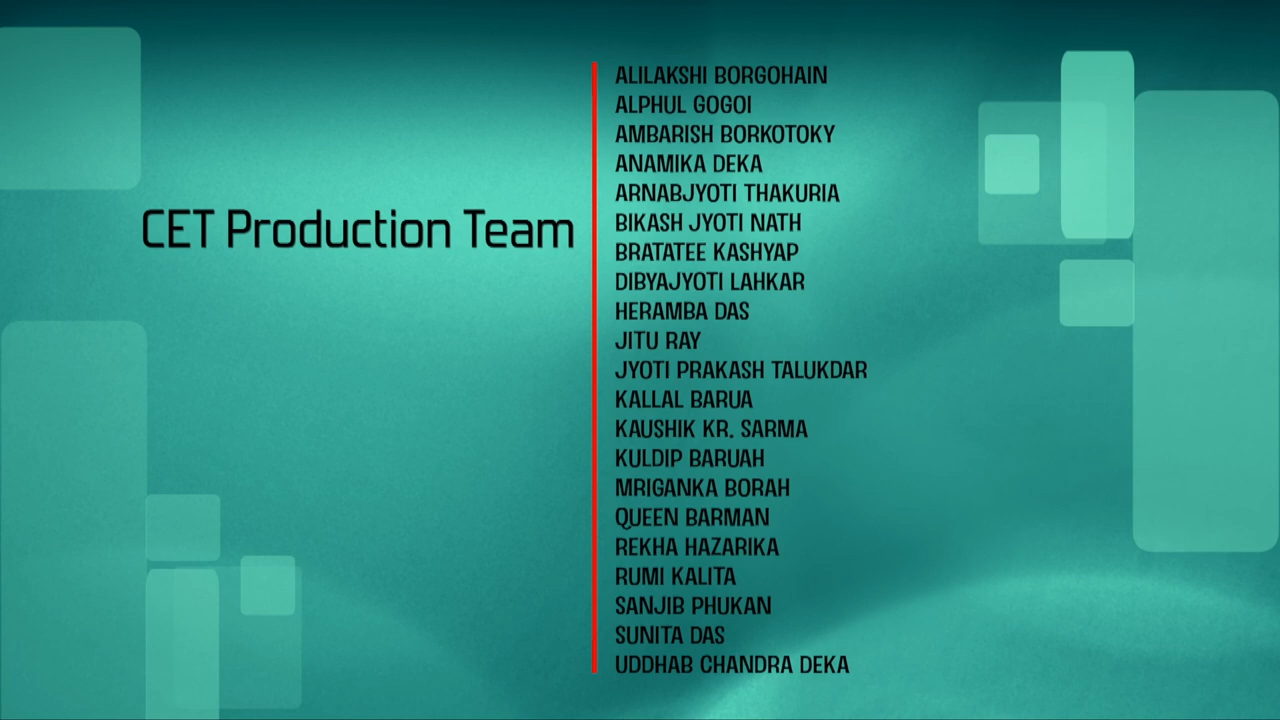 CET Production Team
ALILAKSHI BORGOHAIN
ALPHUL GOGOI
AMBARISH BORKOTOKY
ANAMIKA DEKA
ARNABJYOTI THAKURIA
BIKASH JYOTI NATH
BRATATEE KASHYAP
DIBYAJYOTI LAHKAR
HERAMBA DAS
JITU RAY
JYOTI PRAKASH TALUKDAR
KALLAL BARUA
KAUSHIK KR. SARMA
KULDIP BARUAH
MRIGANKA BORAH
QUEEN BARMAN
REKHA HAZARIKA
RUMI KALITA
SANJIB PHUKAN
SUNITA DAS
UDDHAB CHANDRA DEKA